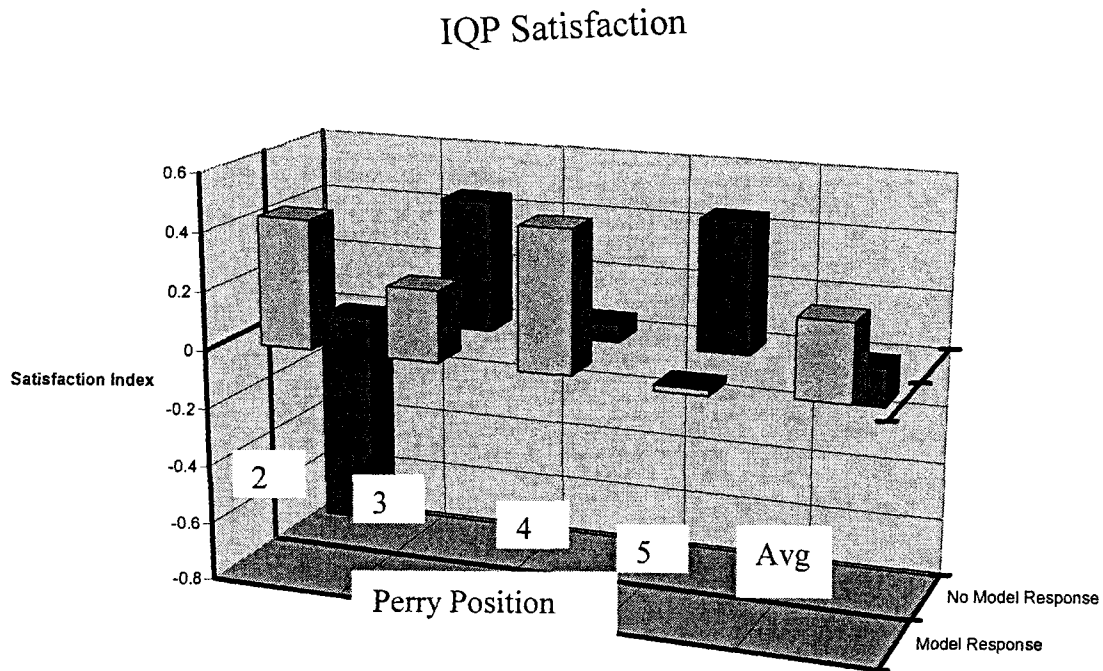 IQP Satisfaction
0.6
0.4
0.2
0
Satisfaction Index
-0.2
-0.4
-0.6
-0.8
2
3
4
5
Avg
Perry Position
No Model Response
Model Response